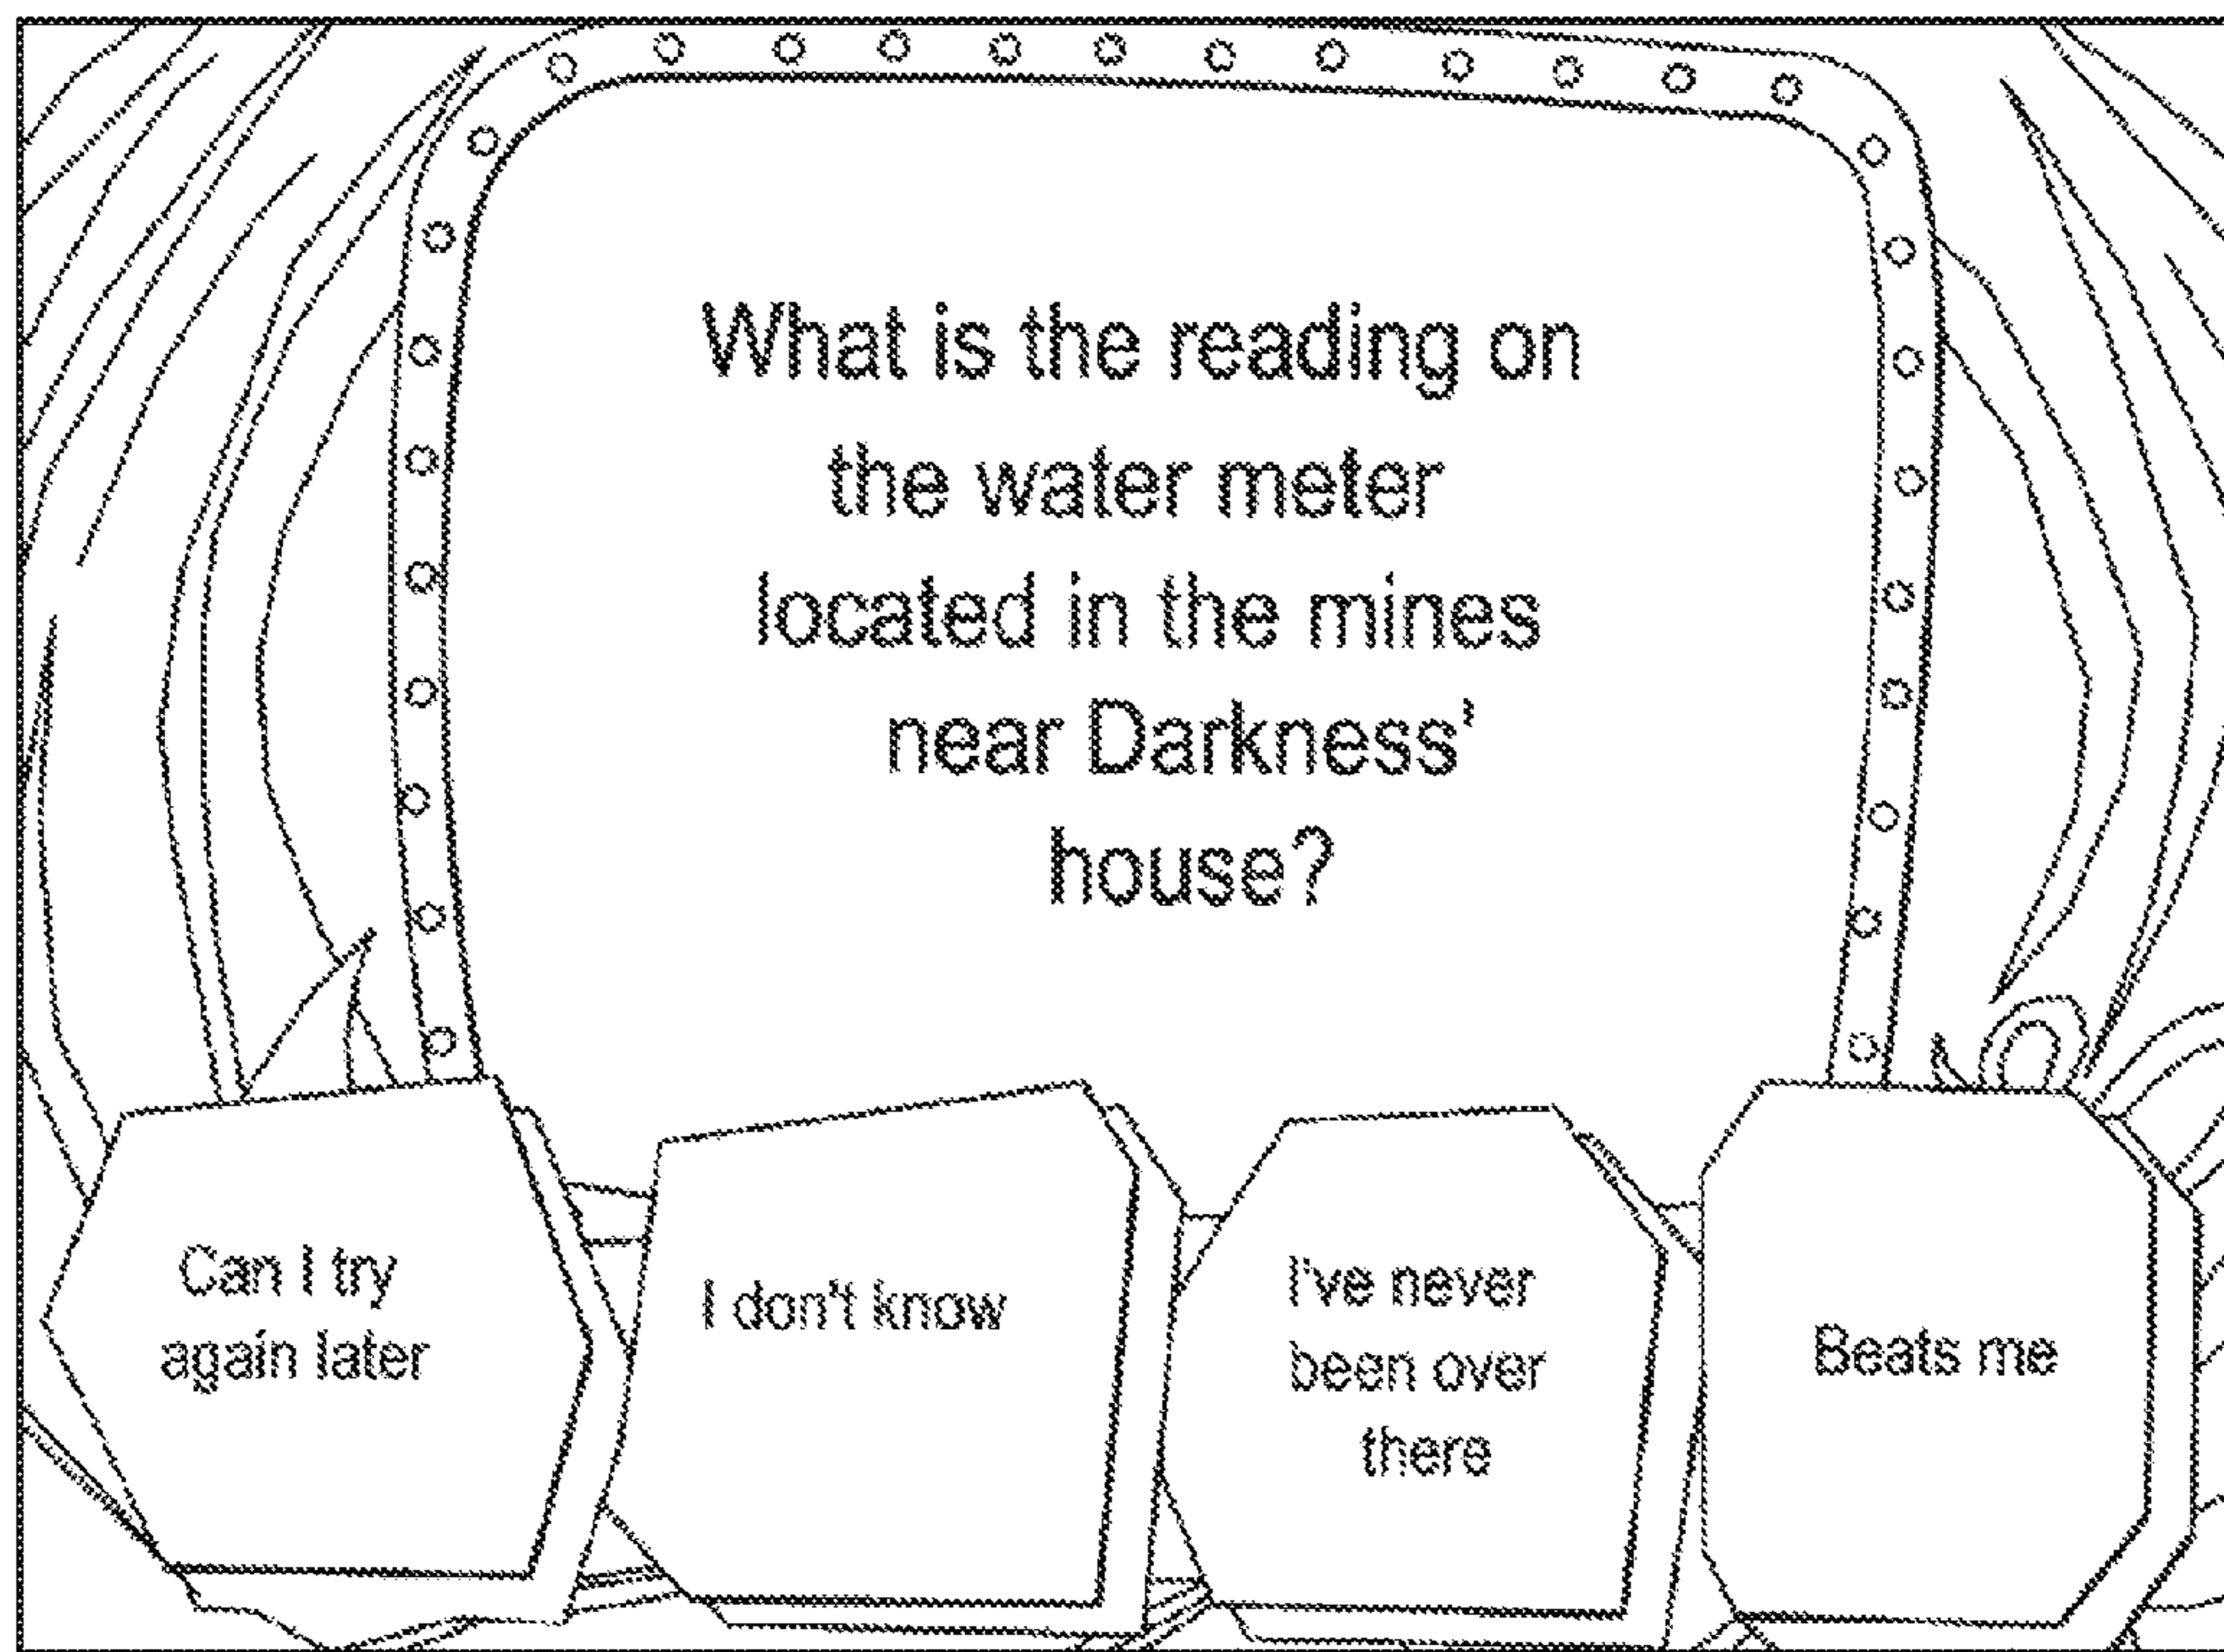 What is the reading on
the water meter
located in the mines
near Darkness'
house?
Can I try
again later
I don't know
I've never
been over
there
Beats me